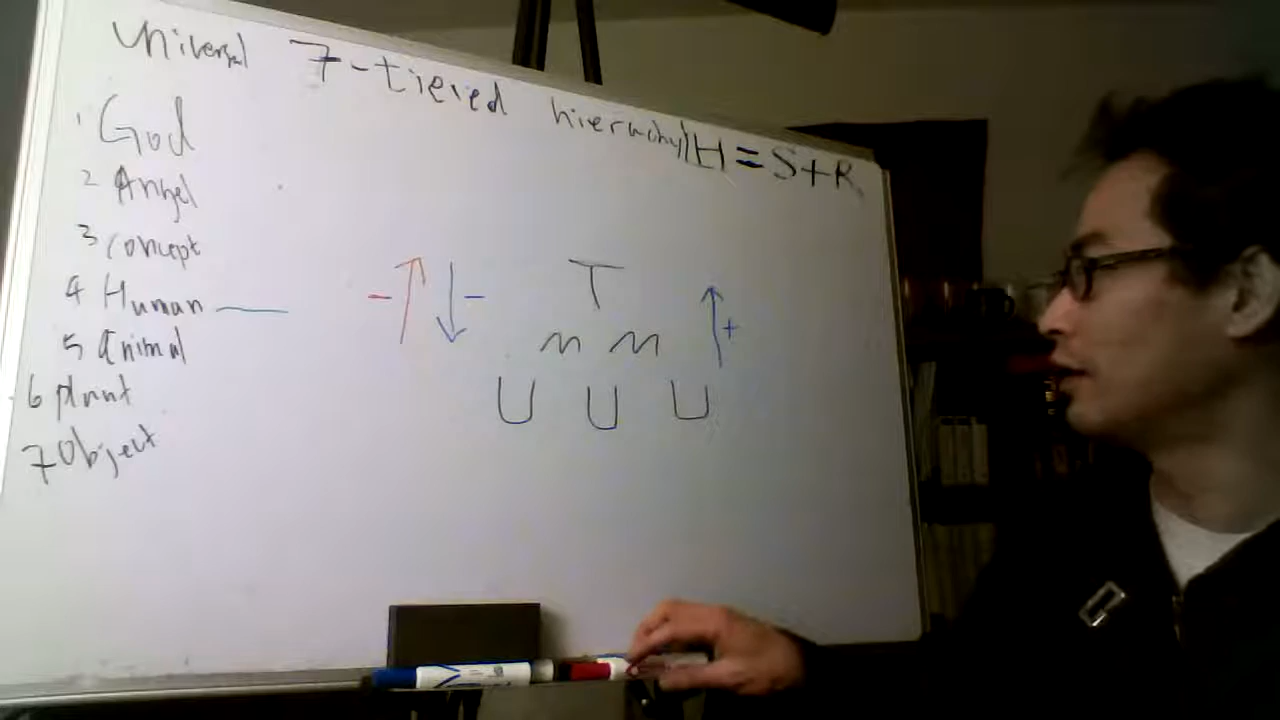 Universal 7-tiered hierarchy H=S+R
1 God
2 Angel
3 concept
4 Human
5 animal
6 plant
7 Object
- - T +
m m
U U U